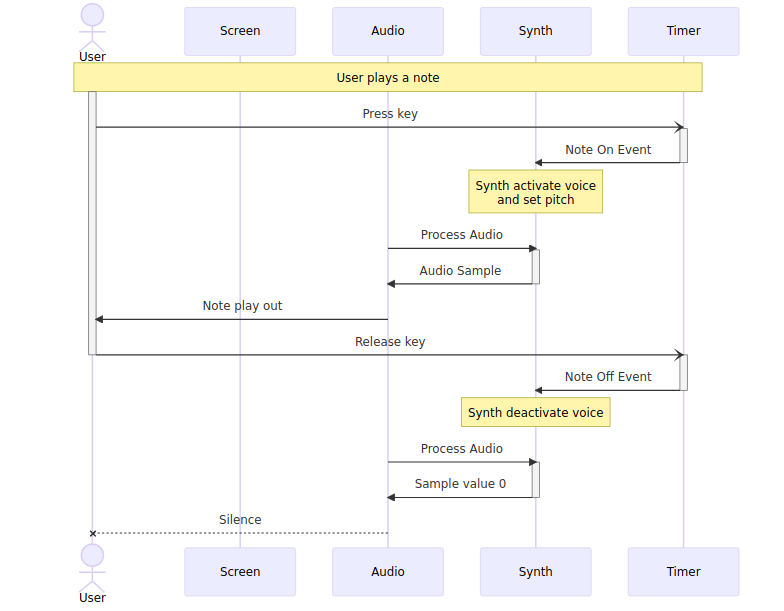 User
Screen
Audio
Synth
Timer
User plays a note
Press key
Note On Event
Synth activate voice
and set pitch
Process Audio
Audio Sample
Note play out
Release key
Note Off Event
Synth deactivate voice
Process Audio
Sample value 0
Silence
User
Screen
Audio
Synth
Timer